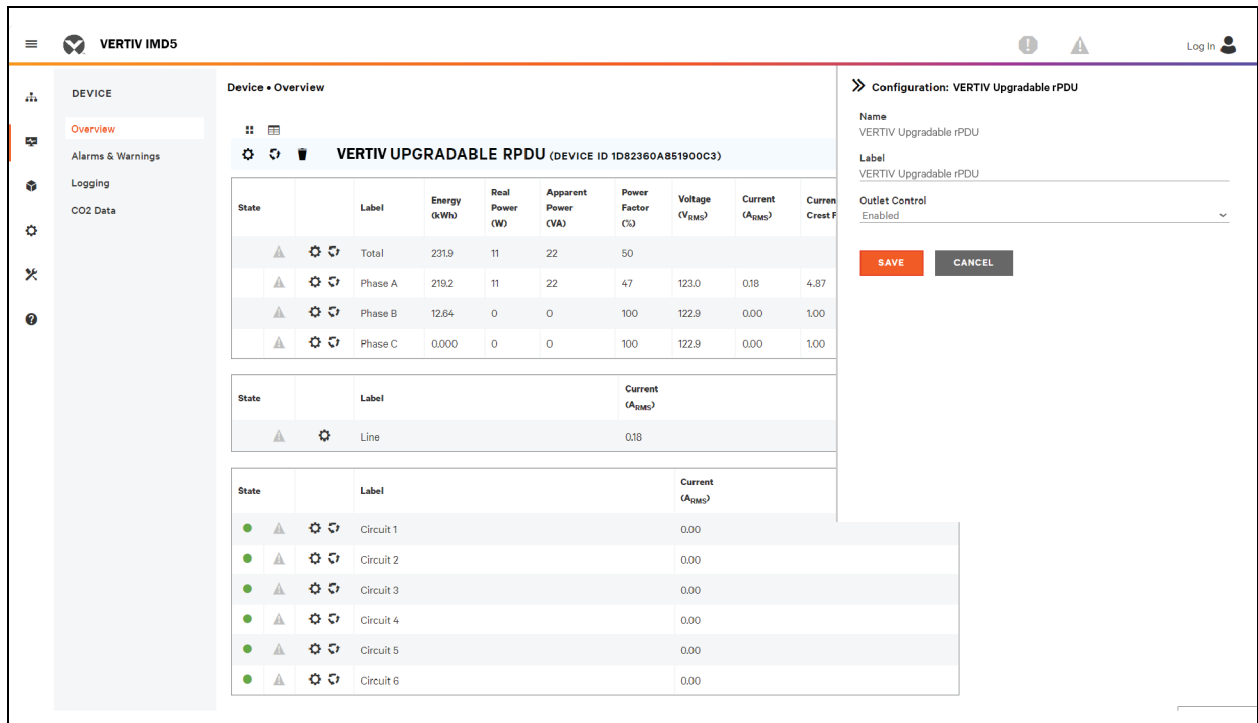 VERTIV IMD5
Log In
DEVICE
Overview
Alarms & Warnings
Logging
CO2 Data
Device • Overview
VERTIV UPGRADABLE RPDU (DEVICE ID 1D82360A851900C3)
State Label Energy (kWh) Real Power (W) Apparent Power (VA) Power Factor (%) Voltage (VRMS) Current (ARMS) Curren Crest F
Total 231.9 11 22 50
Phase A 219.2 11 22 47 123.0 0.18 4.87
Phase B 12.64 0 0 100 122.9 0.00 1.00
Phase C 0.000 0 0 100 122.9 0.00 1.00
State Label Current (ARMS)
Line 0.18
State Label Current (ARMS)
Circuit 1 0.00
Circuit 2 0.00
Circuit 3 0.00
Circuit 4 0.00
Circuit 5 0.00
Circuit 6 0.00
Configuration: VERTIV Upgradable rPDU
Name
VERTIV Upgradable rPDU
Label
VERTIV Upgradable rPDU
Outlet Control
Enabled
SAVE CANCEL